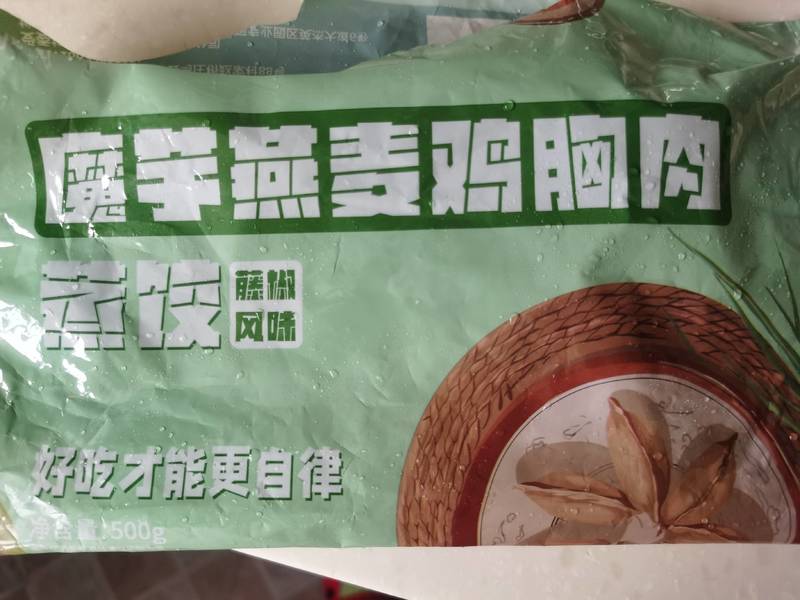 魔芋燕麦鸡胸肉
蒸饺
藤椒
风味
好吃才能更自律
净含量:500g